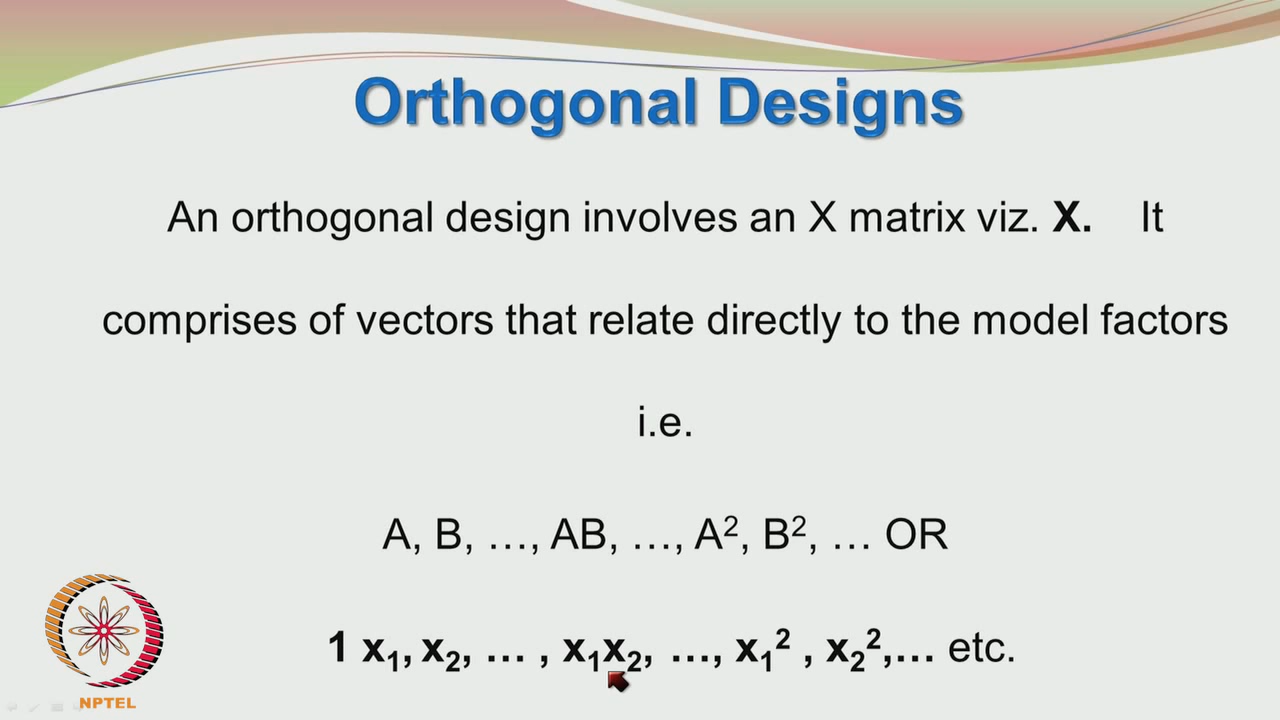 Orthogonal Designs
An orthogonal design involves an X matrix viz. X. It
comprises of vectors that relate directly to the model factors
i.e.
A, B, …, AB, …, A², B², … OR
1 x₁, x₂, … , x₁x₂, …, x₁² , x₂²,… etc.
NPTEL